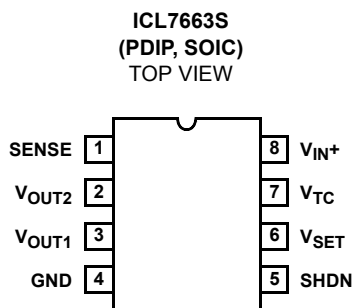 ICL7663S
(PDIP, SOIC)
TOP VIEW
SENSE 1 8 VIN+
VOUT2 2 7 VTC
VOUT1 3 6 VSET
GND 4 5 SHDN